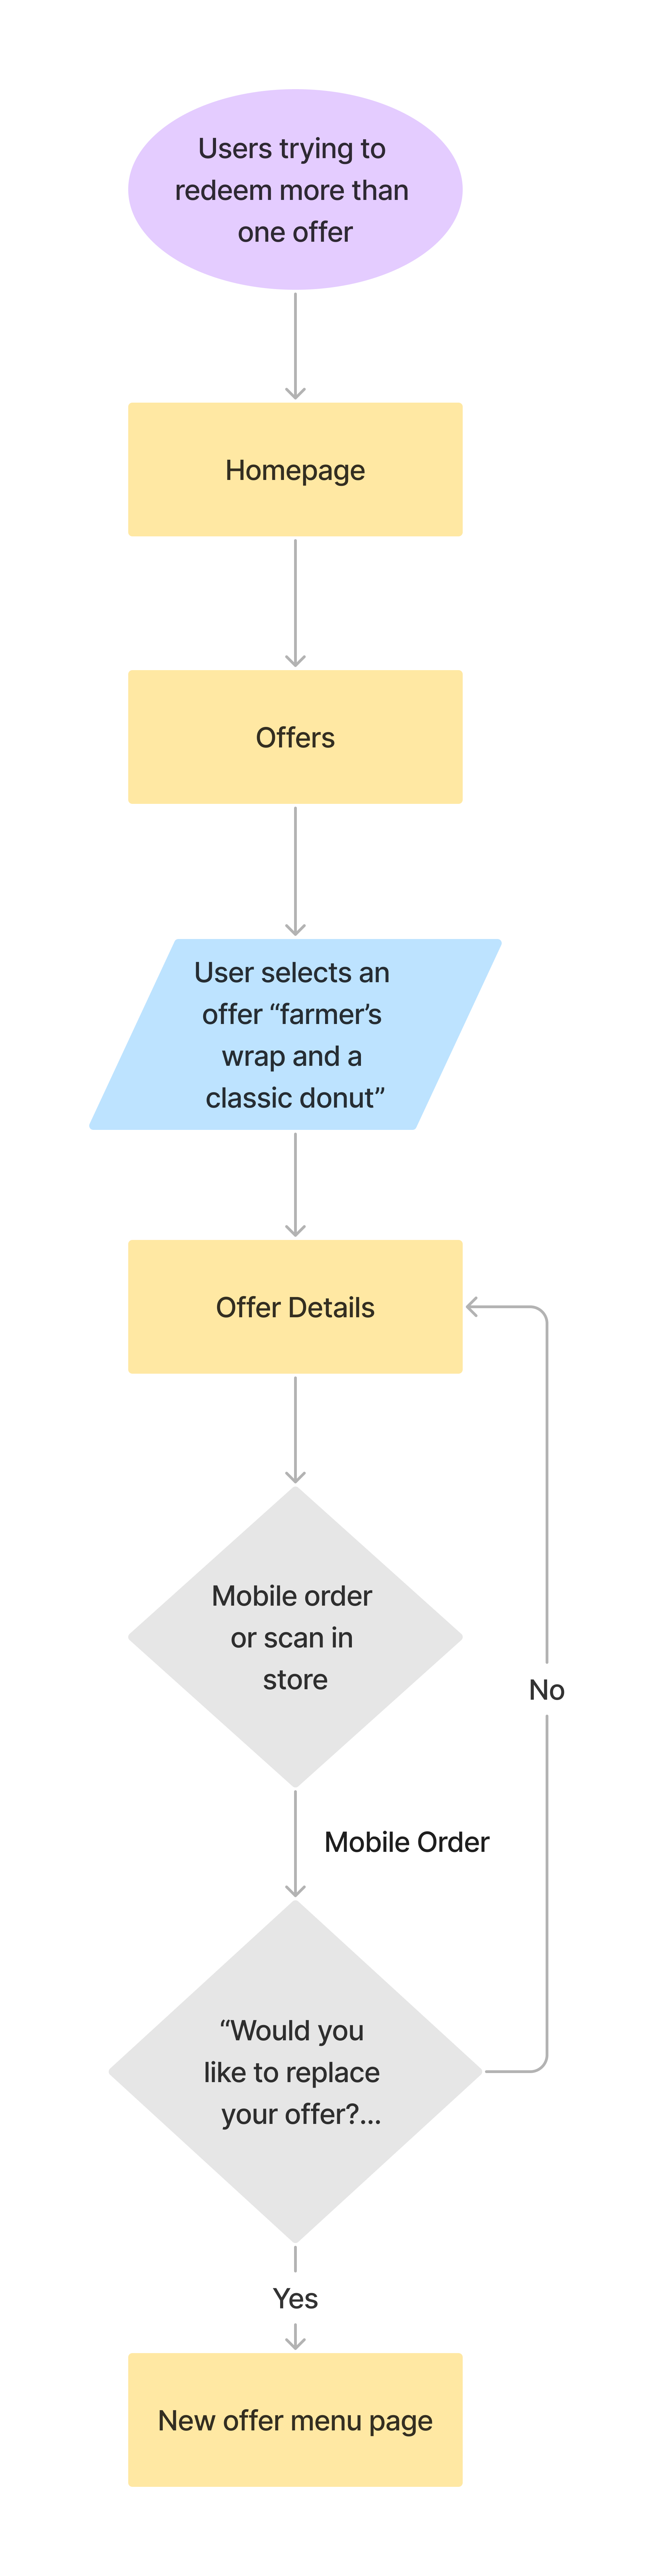 Users trying to
redeem more than
one offer
Homepage
Offers
User selects an
offer “farmer’s
wrap and a
classic donut”
Offer Details
Mobile order
or scan in
store
No
Mobile Order
“Would you
like to replace
your offer?...
Yes
New offer menu page